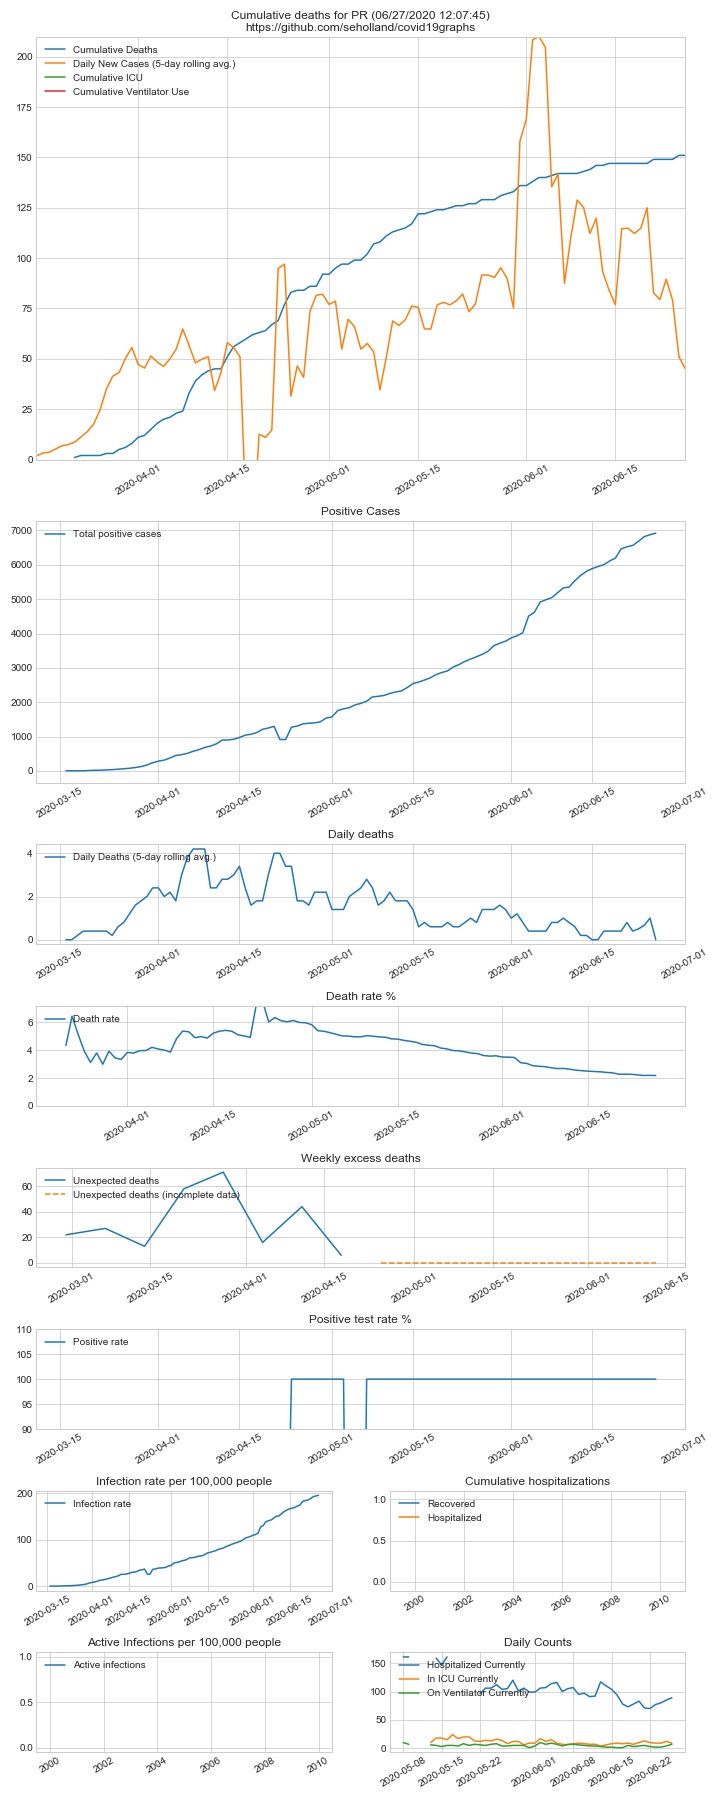 Cumulative deaths for PR (06/27/2020 12:07:45)
https://github.com/seholland/covid19graphs
Cumulative Deaths
Daily New Cases (5-day rolling avg.)
Cumulative ICU
Cumulative Ventilator Use
200
175
150
125
100
75
50
25
0
2020-04-01 2020-04-15 2020-05-01 2020-05-15 2020-06-01 2020-06-15
Positive Cases
Total positive cases
7000
6000
5000
4000
3000
2000
1000
0
2020-03-15 2020-04-01 2020-04-15 2020-05-01 2020-05-15 2020-06-01 2020-06-15 2020-07-01
Daily deaths
Daily Deaths (5-day rolling avg.)
4
2
0
2020-03-15 2020-04-01 2020-04-15 2020-05-01 2020-05-15 2020-06-01 2020-06-15 2020-07-01
Death rate %
Death rate
6
4
2
0
2020-04-01 2020-04-15 2020-05-01 2020-05-15 2020-06-01 2020-06-15
Weekly excess deaths
Unexpected deaths
Unexpected deaths (incomplete data)
60
40
20
0
2020-03-01 2020-03-15 2020-04-01 2020-04-15 2020-05-01 2020-05-15 2020-06-01 2020-06-15
Positive test rate %
Positive rate
110
105
100
95
90
2020-03-15 2020-04-01 2020-04-15 2020-05-01 2020-05-15 2020-06-01 2020-06-15 2020-07-01
Infection rate per 100,000 people
Infection rate
200
100
0
2020-03-15 2020-04-01 2020-04-15 2020-05-01 2020-05-15 2020-06-01 2020-06-15 2020-07-01
Cumulative hospitalizations
Recovered
Hospitalized
1.0
0.5
0.0
2000 2002 2004 2006 2008 2010
Active Infections per 100,000 people
Active infections
1.0
0.5
0.0
2000 2002 2004 2006 2008 2010
Daily Counts
Hospitalized Currently
In ICU Currently
On Ventilator Currently
150
100
50
0
2020-05-08 2020-05-15 2020-05-22 2020-06-01 2020-06-08 2020-06-15 2020-06-22